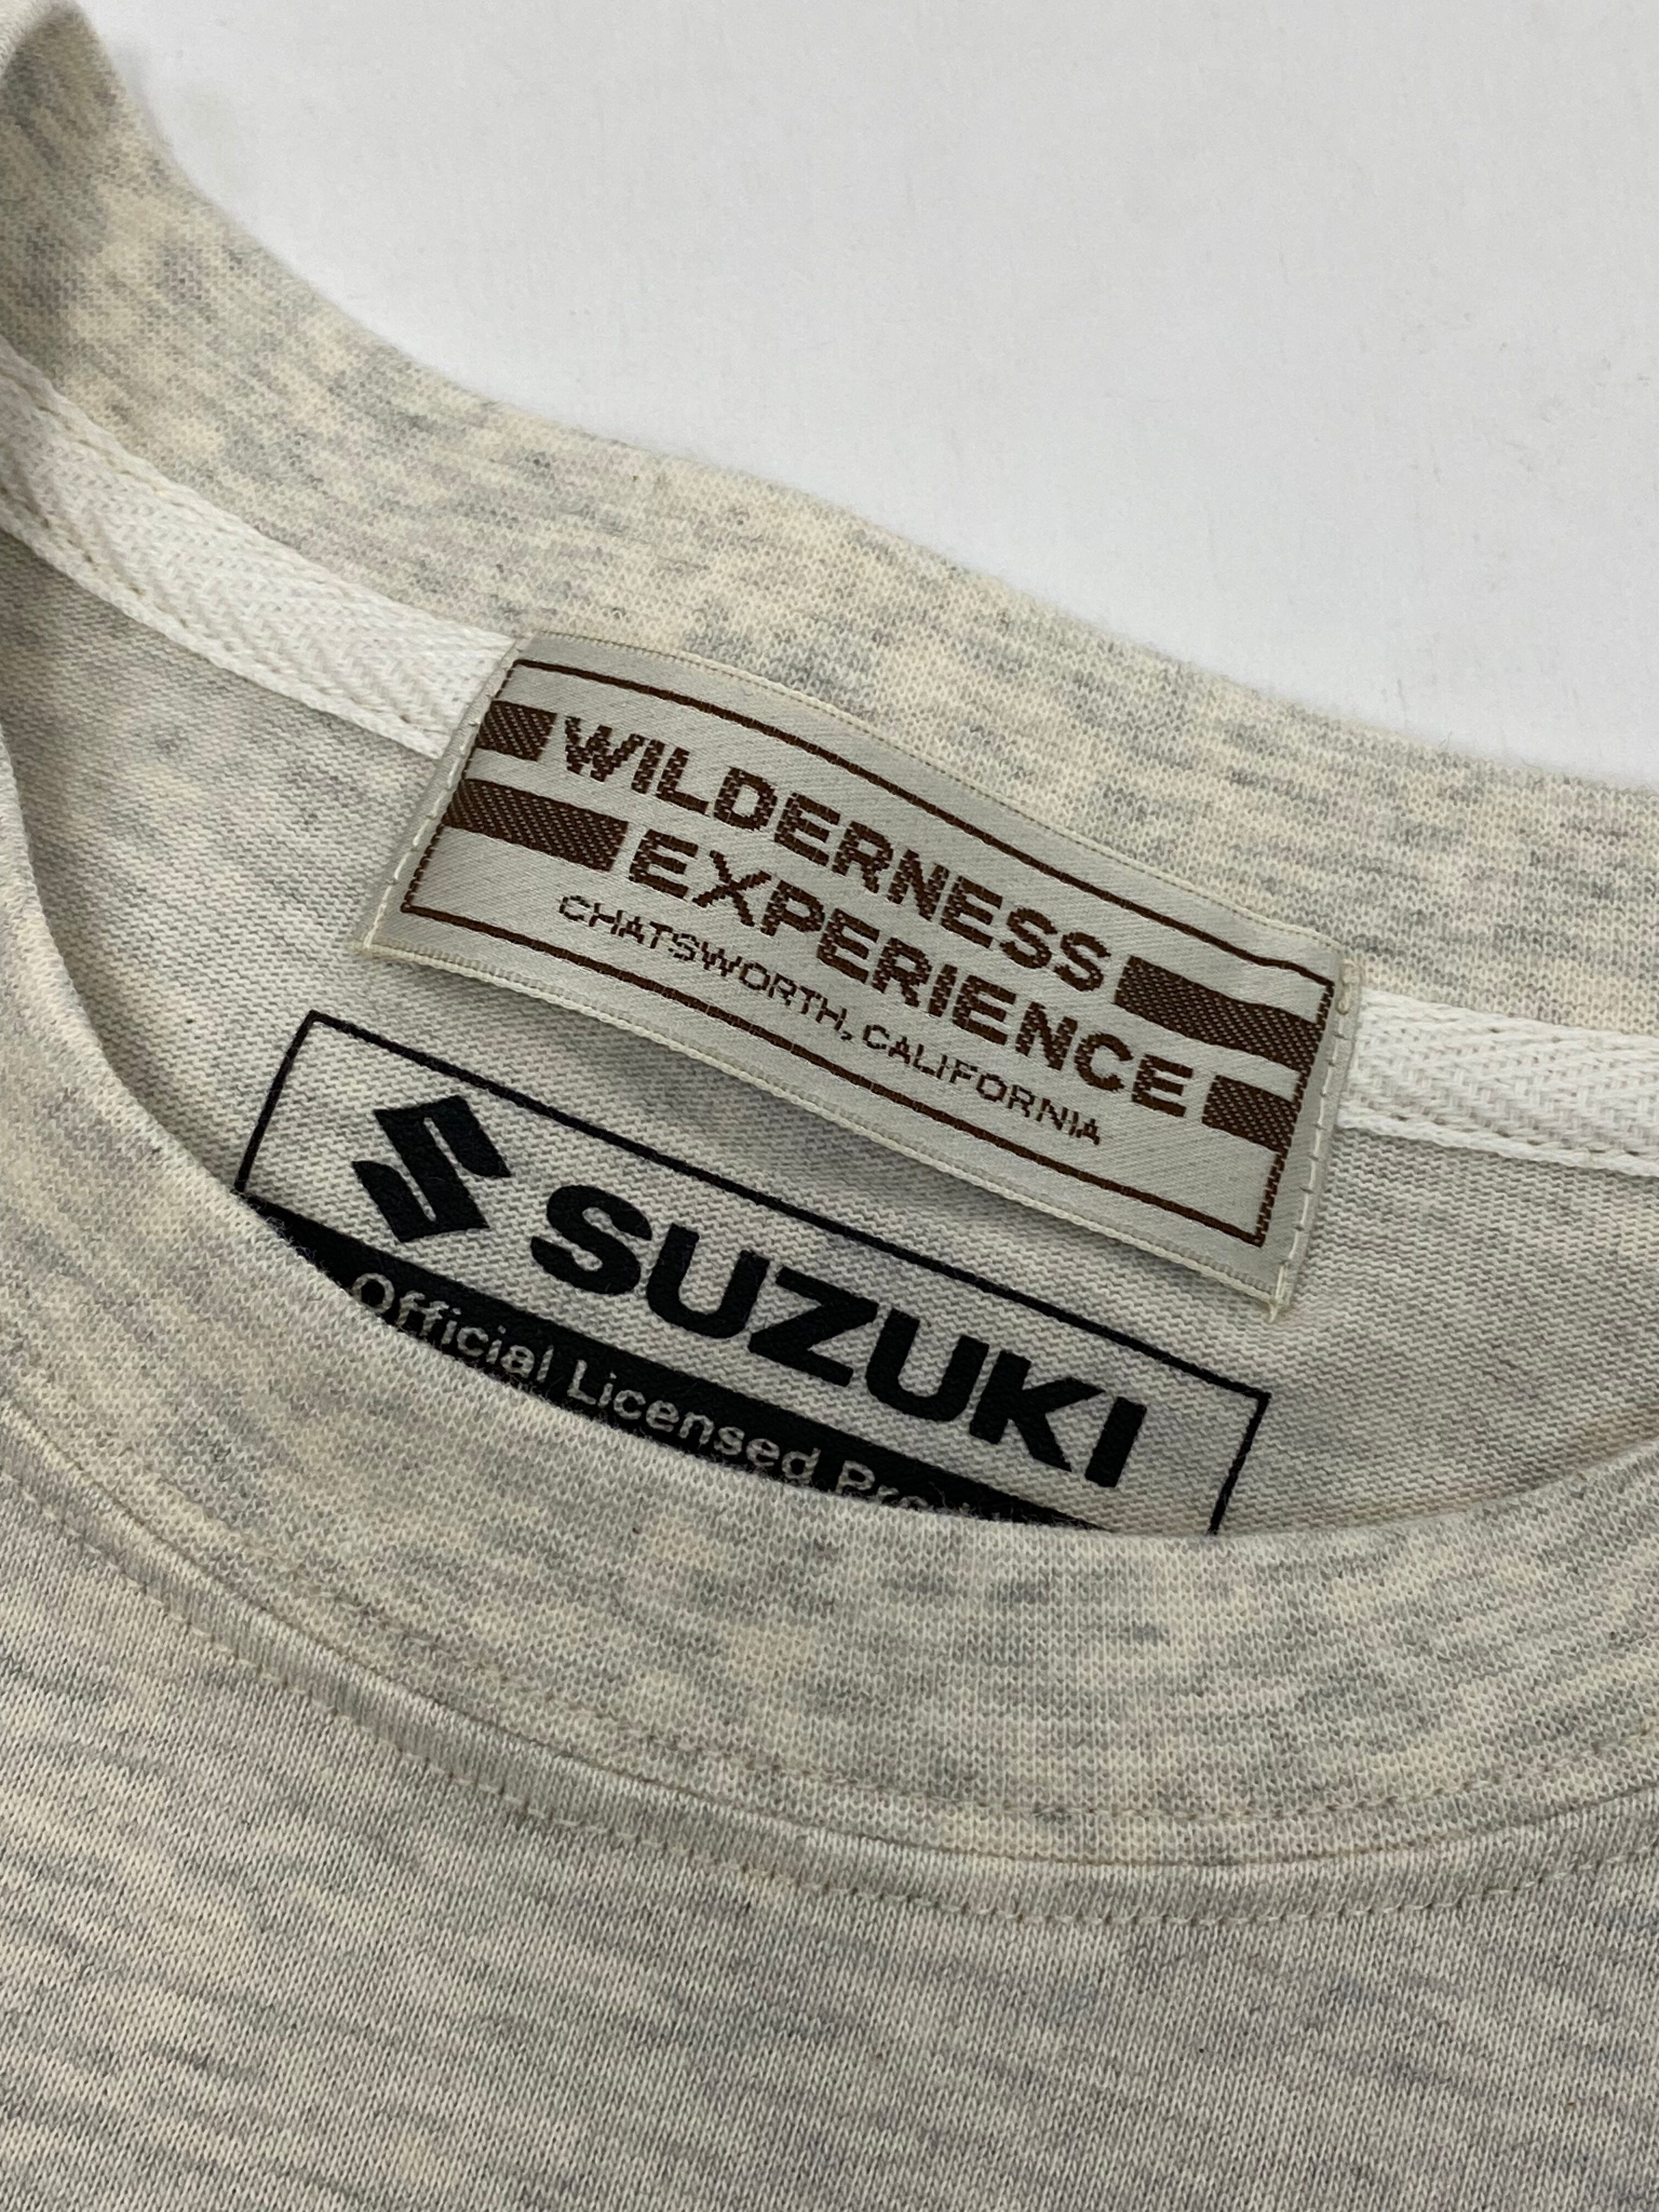 WILDERNESS
EXPERIENCE
CHATSWORTH, CALIFORNIA
SUZUKI
Official Licensed